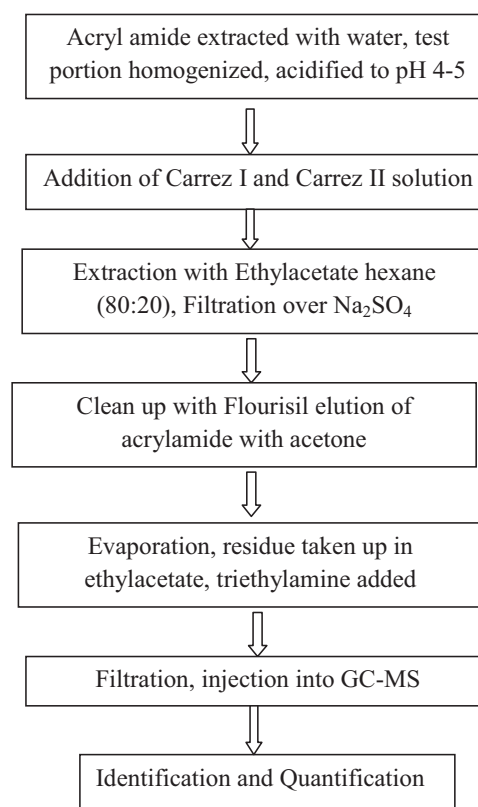 Acryl amide extracted with water, test
portion homogenized, acidified to pH 4-5
Addition of Carrez I and Carrez II solution
Extraction with Ethylacetate hexane
(80:20), Filtration over Na₂SO₄
Clean up with Flourisil elution of
acrylamide with acetone
Evaporation, residue taken up in
ethylacetate, triethylamine added
Filtration, injection into GC-MS
Identification and Quantification